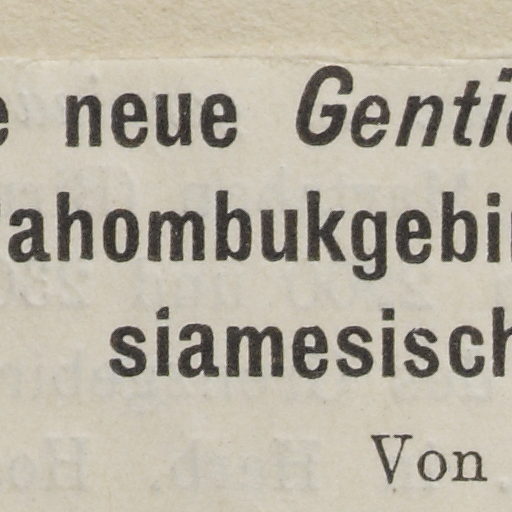 e neue Genti
ahombukgebi
siamesisch
Von